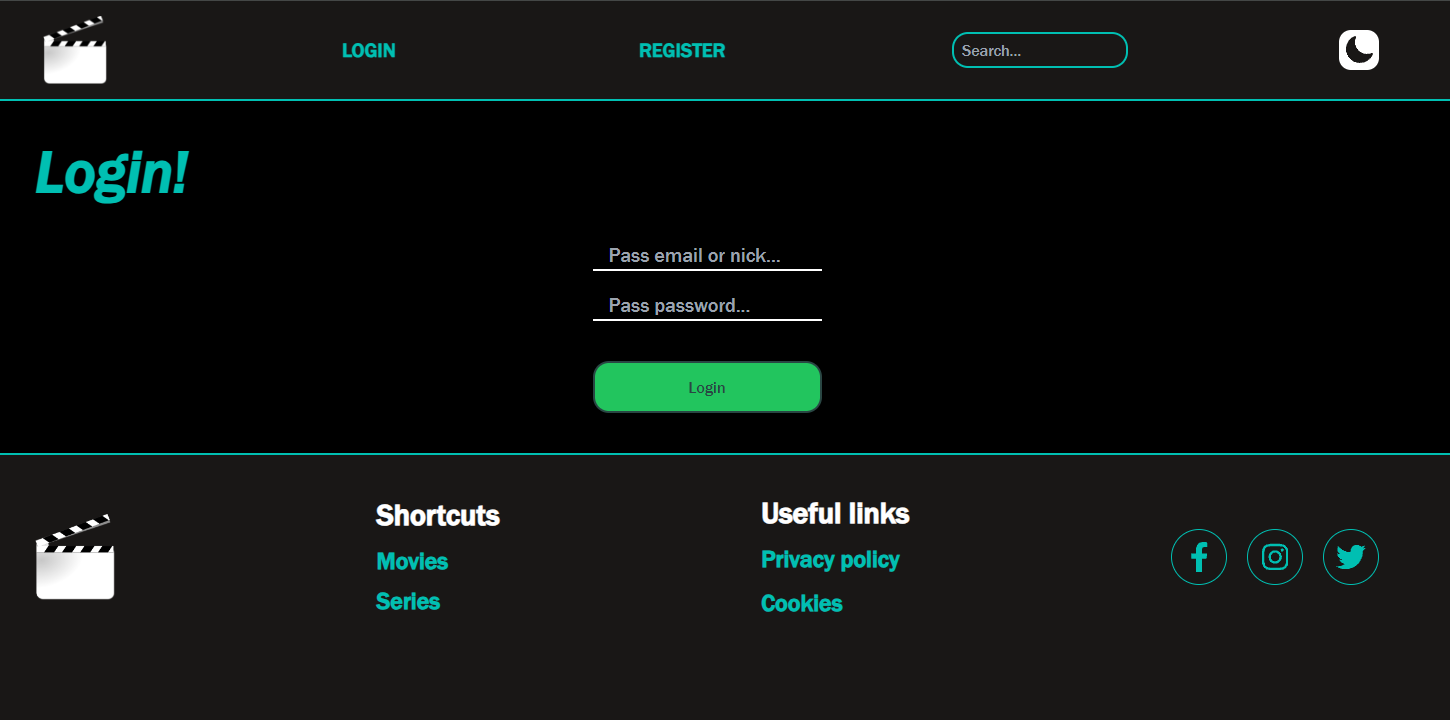 LOGIN
REGISTER
Search...
Login!
Pass email or nick...
Pass password...
Login
Shortcuts
Movies
Series
Useful links
Privacy policy
Cookies